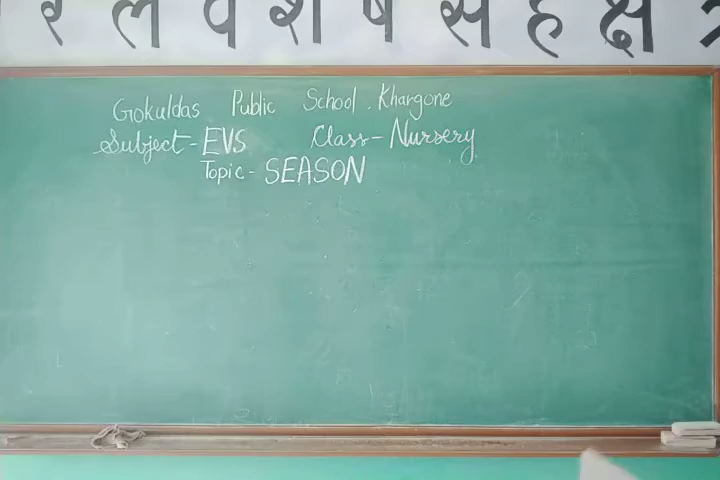 र ल व श ष स ह क्ष
Gokuldas Public School . Khargone
Subject - EVS Class - Nursery
Topic - SEASON